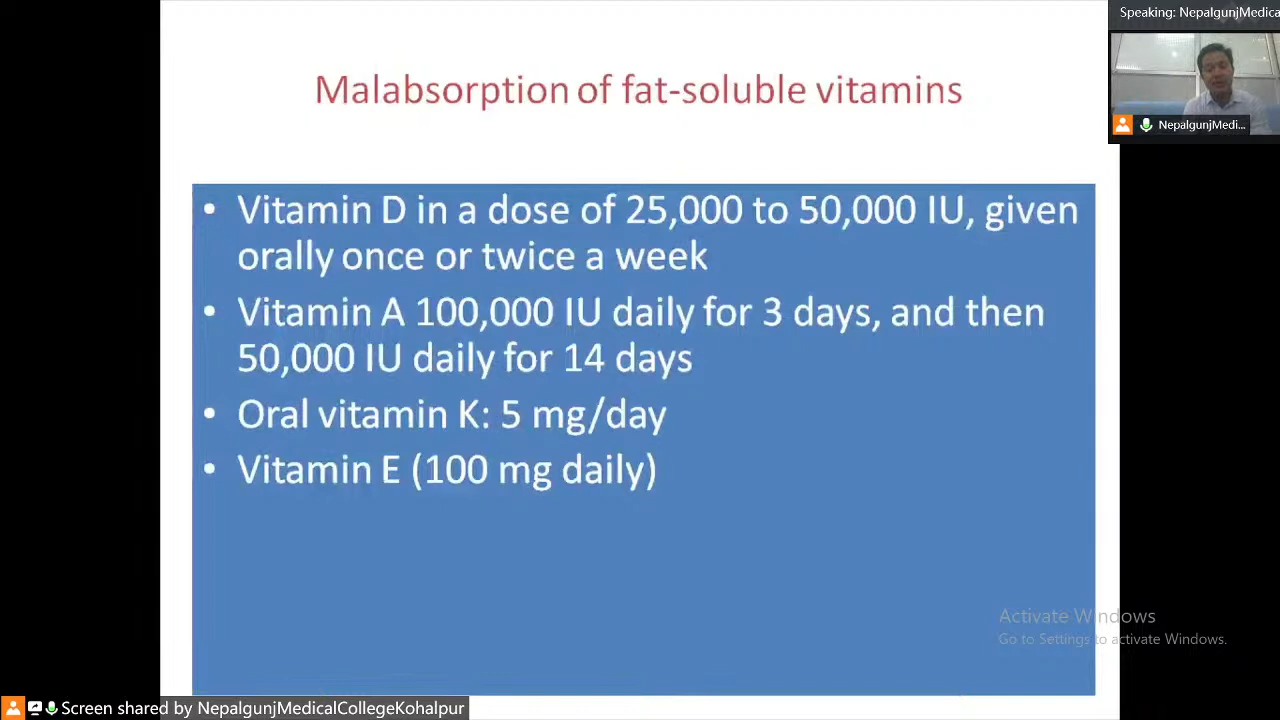 Speaking: NepalgunjMedica
NepalgunjMedi...
Malabsorption of fat-soluble vitamins
• Vitamin D in a dose of 25,000 to 50,000 IU, given
orally once or twice a week
• Vitamin A 100,000 IU daily for 3 days, and then
50,000 IU daily for 14 days
• Oral vitamin K: 5 mg/day
• Vitamin E (100 mg daily)
Activate Windows
Go to Settings to activate Windows.
Screen shared by NepalgunjMedicalCollegeKohalpur